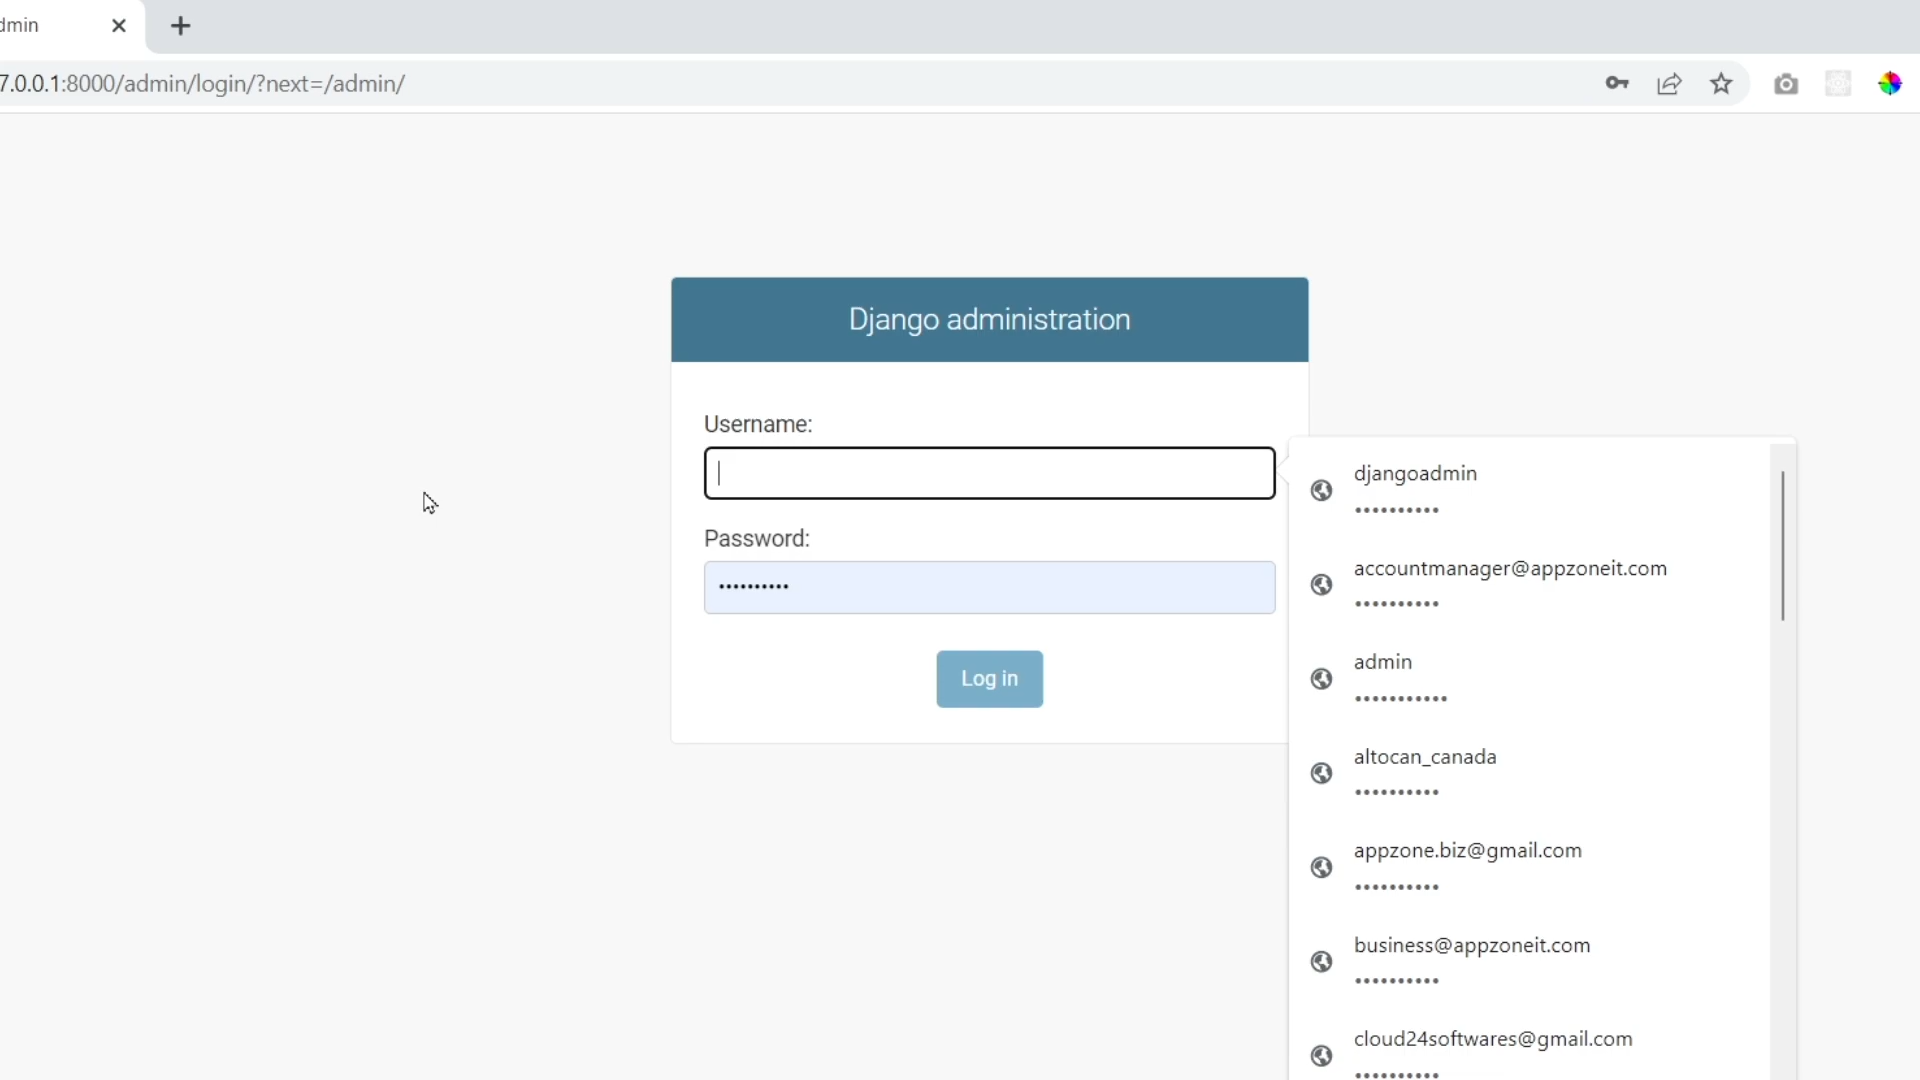 dmin
7.0.0.1:8000/admin/login/?next=/admin/
Django administration
Username:
Password:
••••••••••
Log in
djangoadmin
••••••••••
accountmanager@appzoneit.com
••••••••••
admin
•••••••••••
altocan_canada
••••••••••
appzone.biz@gmail.com
••••••••••
business@appzoneit.com
••••••••••
cloud24softwares@gmail.com
••••••••••